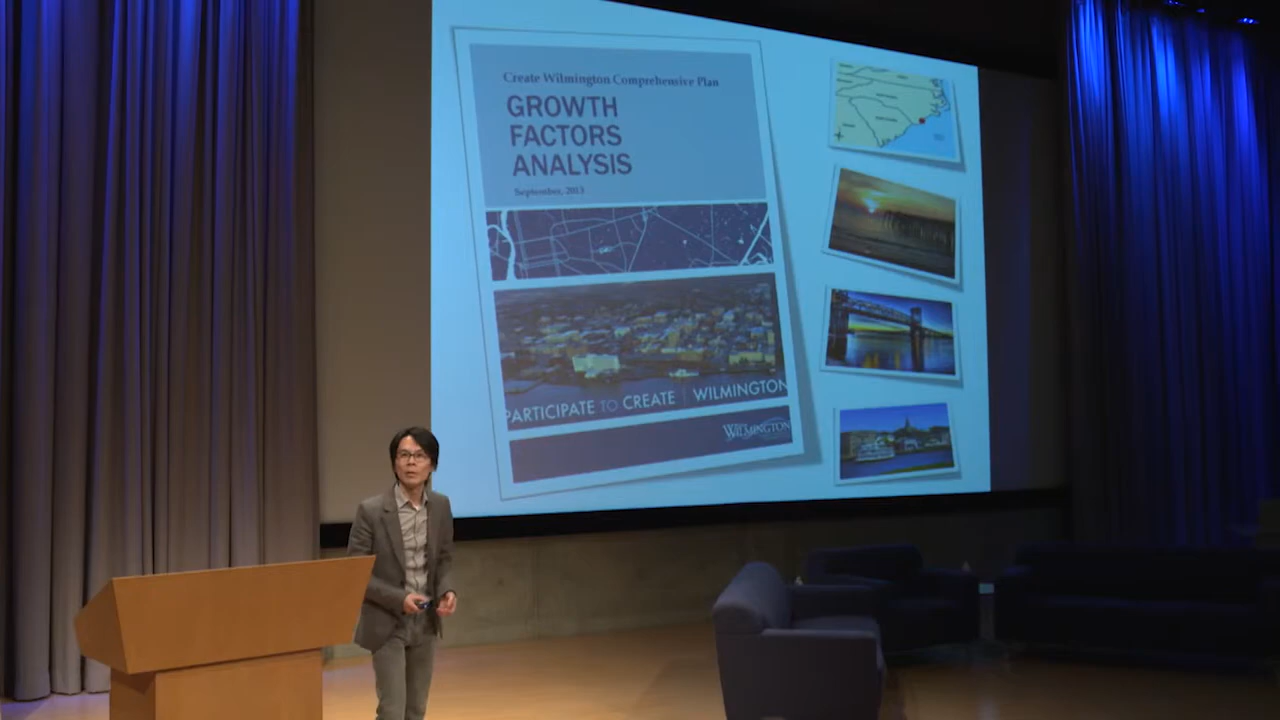 Create Wilmington Comprehensive Plan
GROWTH
FACTORS
ANALYSIS
September, 2013
PARTICIPATE TO CREATE | WILMINGTON
WILMINGTON